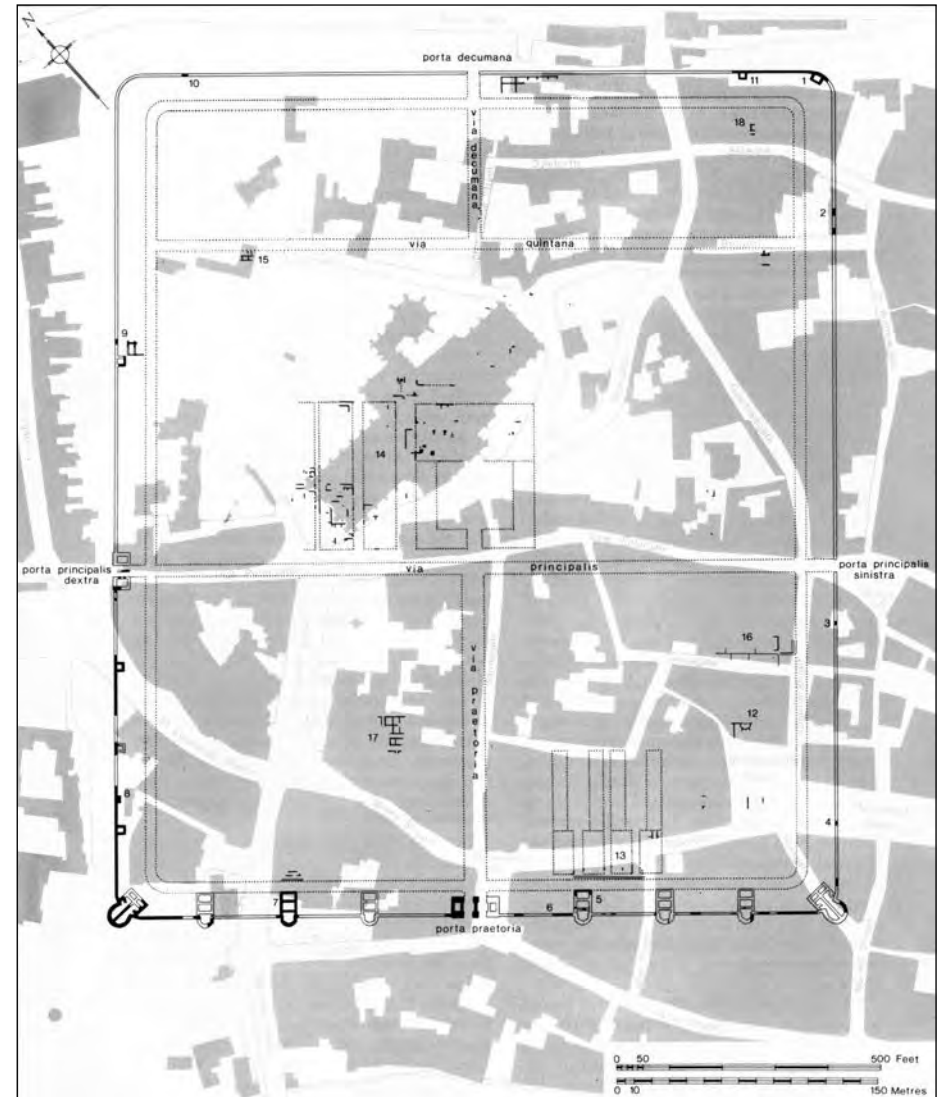 N
porta decumana
10
11
1
18
via decumana
2
via
quintana
15
9
14
4
porta principalis
dextra
via
principalis
porta principalis
sinistra
3
16
via praetoria
17
12
8
4
13
7
6
5
porta praetoria
0 50 500 Feet
0 10 150 Metres